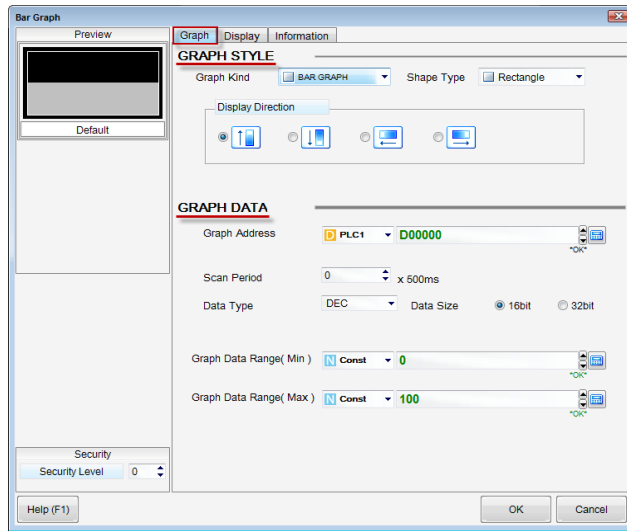 Bar Graph
Preview
Default
Security
Security Level 0
Graph Display Information
GRAPH STYLE
Graph Kind BAR GRAPH Shape Type Rectangle
Display Direction
GRAPH DATA
Graph Address D PLC1 D00000
*OK*
Scan Period 0 x 500ms
Data Type DEC Data Size 16bit 32bit
Graph Data Range( Min ) N Const 0
*OK*
Graph Data Range( Max ) N Const 100
*OK*
Help (F1) OK Cancel